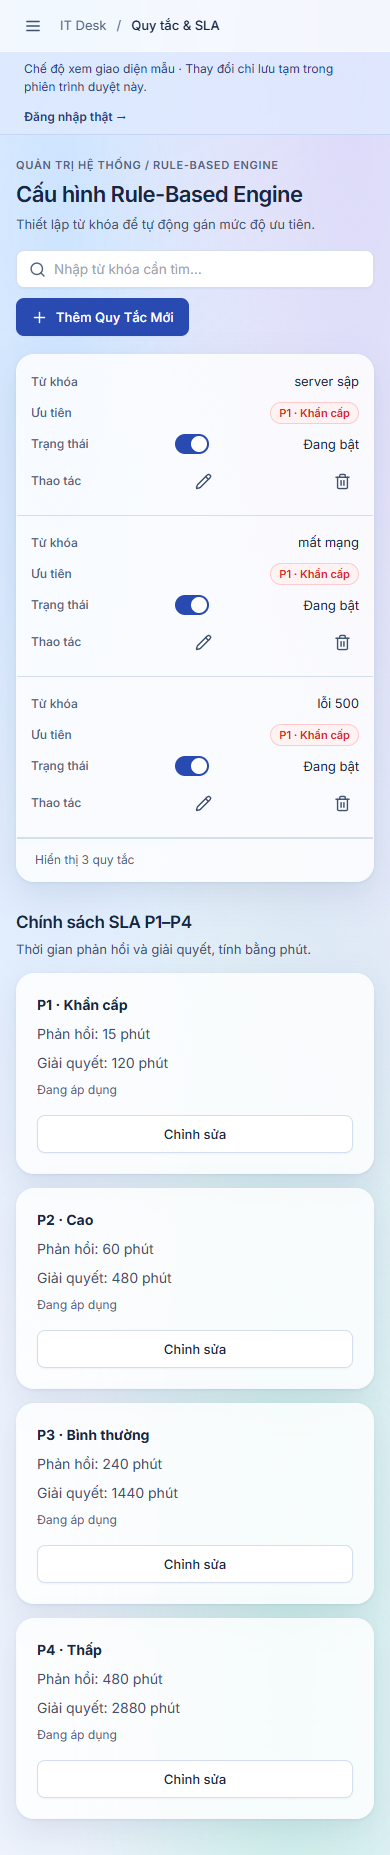 IT Desk / Quy tắc & SLA
Chế độ xem giao diện mẫu · Thay đổi chỉ lưu tạm trong
phiên trình duyệt này.
Đăng nhập thật →
QUẢN TRỊ HỆ THỐNG / RULE-BASED ENGINE
Cấu hình Rule-Based Engine
Thiết lập từ khóa để tự động gán mức độ ưu tiên.
Nhập từ khóa cần tìm...
Thêm Quy Tắc Mới
Từ khóa server sập
Ưu tiên P1 · Khẩn cấp
Trạng thái Đang bật
Thao tác
Từ khóa mất mạng
Ưu tiên P1 · Khẩn cấp
Trạng thái Đang bật
Thao tác
Từ khóa lỗi 500
Ưu tiên P1 · Khẩn cấp
Trạng thái Đang bật
Thao tác
Hiển thị 3 quy tắc
Chính sách SLA P1–P4
Thời gian phản hồi và giải quyết, tính bằng phút.
P1 · Khẩn cấp
Phản hồi: 15 phút
Giải quyết: 120 phút
Đang áp dụng
Chỉnh sửa
P2 · Cao
Phản hồi: 60 phút
Giải quyết: 480 phút
Đang áp dụng
Chỉnh sửa
P3 · Bình thường
Phản hồi: 240 phút
Giải quyết: 1440 phút
Đang áp dụng
Chỉnh sửa
P4 · Thấp
Phản hồi: 480 phút
Giải quyết: 2880 phút
Đang áp dụng
Chỉnh sửa